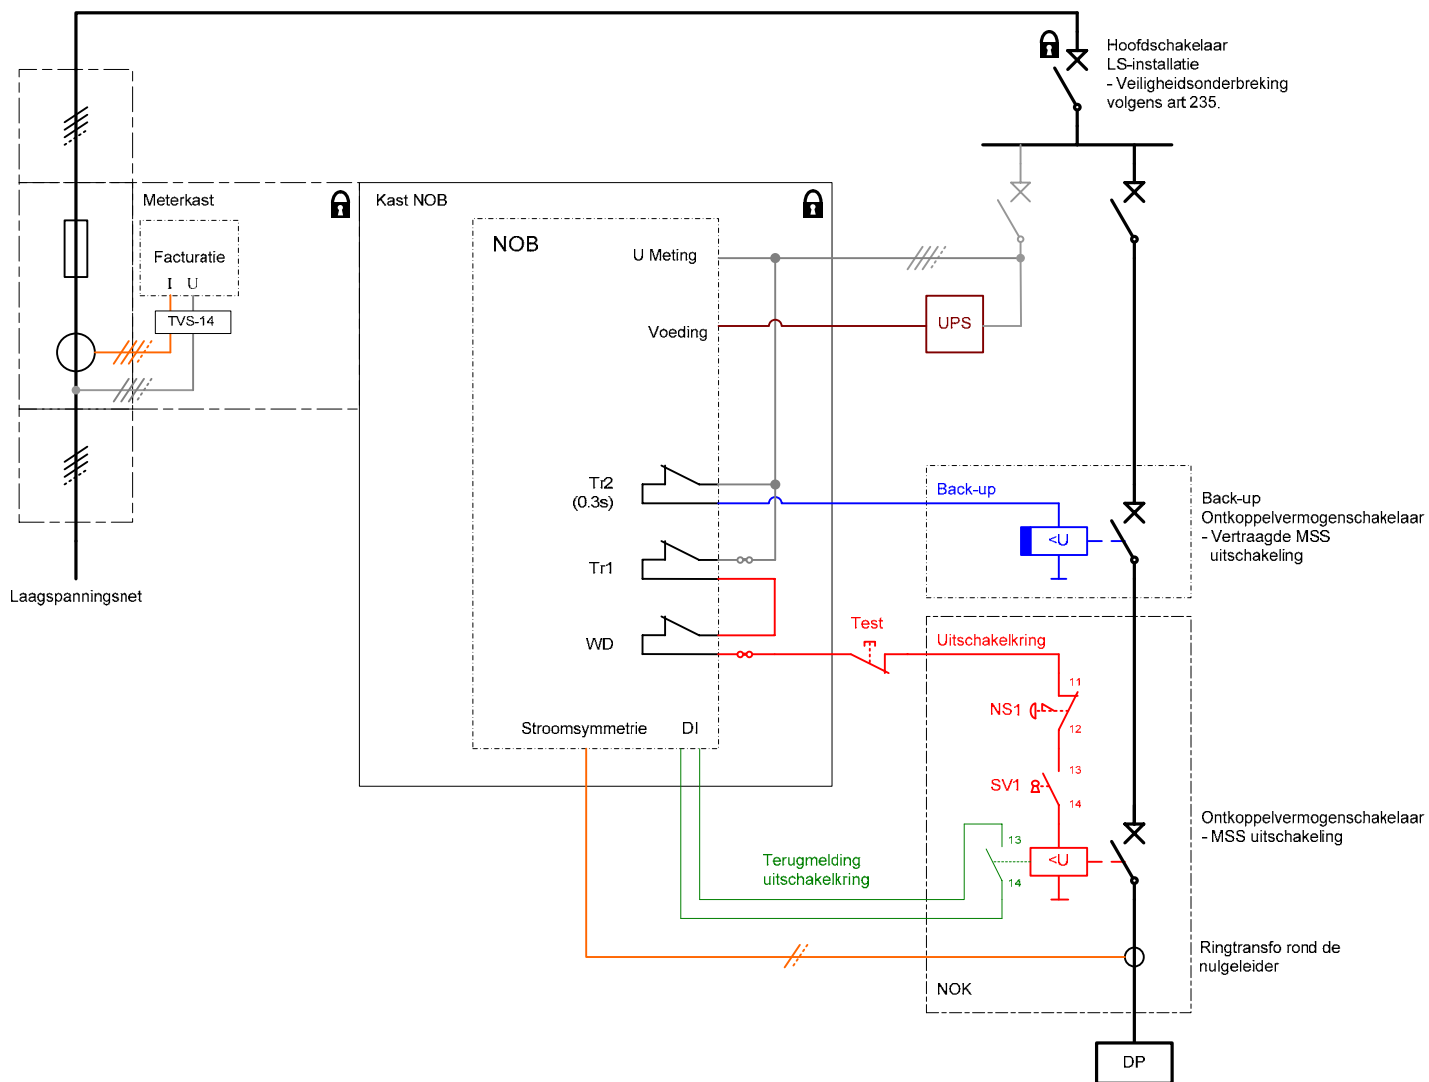 Hoofdschakelaar
LS-installatie
- Veiligheidsonderbreking
volgens art 235.
Meterkast
Kast NOB
Facturatie
I U
TVS-14
NOB
U Meting
Voeding
UPS
Tr2
(0.3s)
Back-up
<U
Back-up
Ontkoppelvermogenschakelaar
- Vertraagde MSS
uitschakeling
Tr1
Laagspanningsnet
WD
Test
Uitschakelkring
11
NS1
12
Stroomsymmetrie DI
13
SV1
14
Ontkoppelvermogenschakelaar
- MSS uitschakeling
13
<U
14
Terugmelding
uitschakelkring
Ringtransfo rond de
nulgeleider
NOK
DP